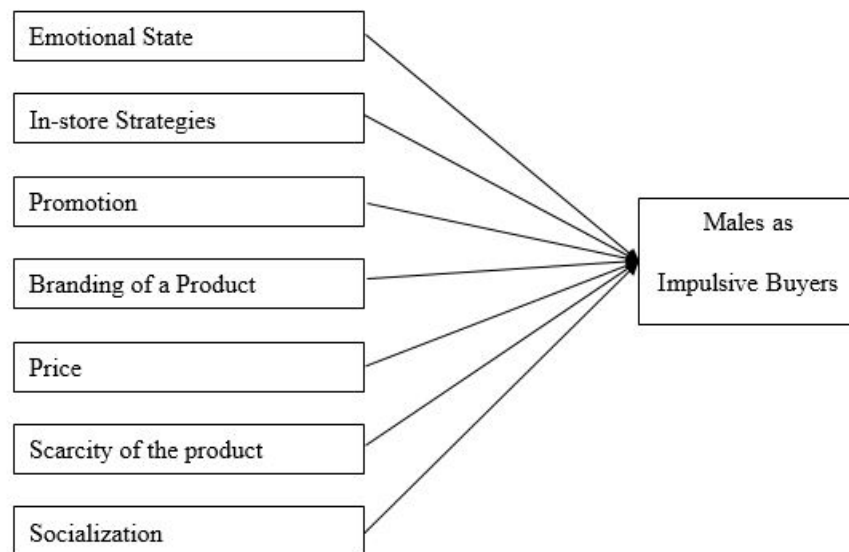 Emotional State
In-store Strategies
Promotion
Branding of a Product
Price
Scarcity of the product
Socialization
Males as
Impulsive Buyers